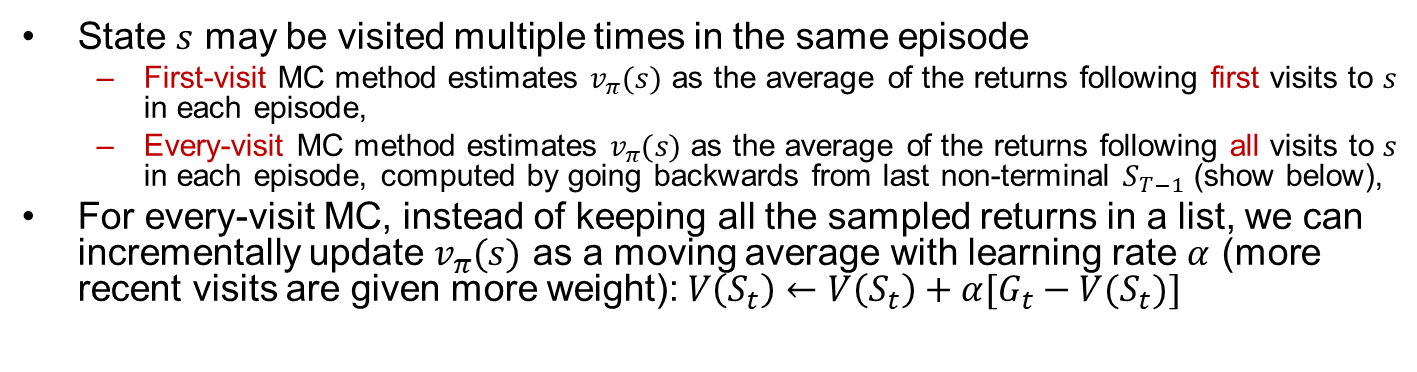 • State 𝑠 may be visited multiple times in the same episode
– First-visit MC method estimates 𝑣_𝜋(𝑠) as the average of the returns following first visits to 𝑠
in each episode,
– Every-visit MC method estimates 𝑣_𝜋(𝑠) as the average of the returns following all visits to 𝑠
in each episode, computed by going backwards from last non-terminal 𝑆_{𝑇−1} (show below),
• For every-visit MC, instead of keeping all the sampled returns in a list, we can
incrementally update 𝑣_𝜋(𝑠) as a moving average with learning rate 𝛼 (more
recent visits are given more weight): 𝑉(𝑆_𝑡) ← 𝑉(𝑆_𝑡) + 𝛼[𝐺_𝑡 − 𝑉(𝑆_𝑡)]